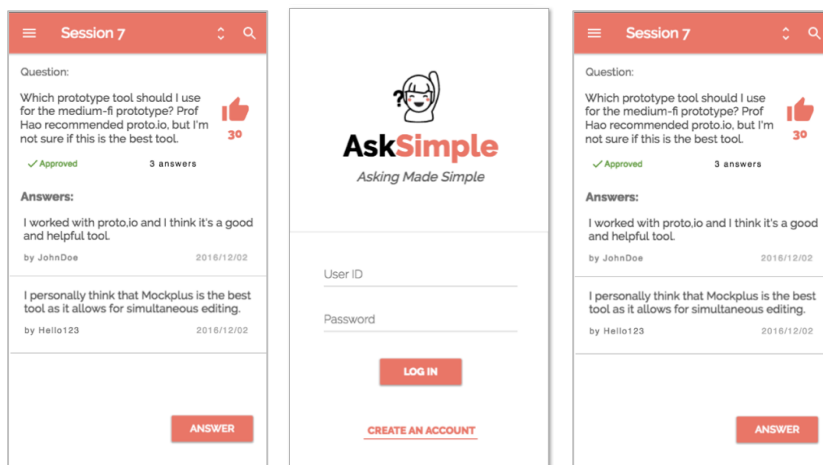 Session 7
Question:
Which prototype tool should I use
for the medium-fi prototype? Prof
Hao recommended proto.io, but I'm
not sure if this is the best tool.
30
Approved
3 answers
Answers:
I worked with proto,io and I think it's a good
and helpful tool.
by JohnDoe
2016/12/02
I personally think that Mockplus is the best
tool as it allows for simultaneous editing.
by Hello123
2016/12/02
ANSWER
?
AskSimple
Asking Made Simple
User ID
Password
LOG IN
CREATE AN ACCOUNT
Session 7
Question:
Which prototype tool should I use
for the medium-fi prototype? Prof
Hao recommended proto.io, but I'm
not sure if this is the best tool.
30
Approved
3 answers
Answers:
I worked with proto,io and I think it's a good
and helpful tool.
by JohnDoe
2016/12/02
I personally think that Mockplus is the best
tool as it allows for simultaneous editing.
by Hello123
2016/12/02
ANSWER